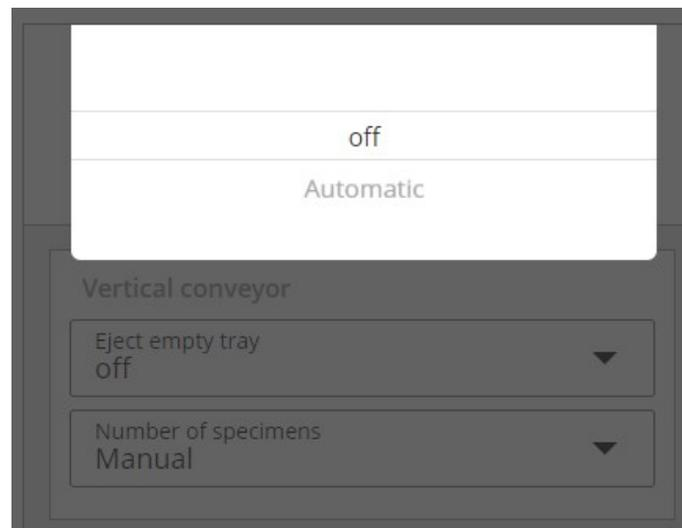 off
Automatic
Vertical conveyor
Eject empty tray
off
Number of specimens
Manual